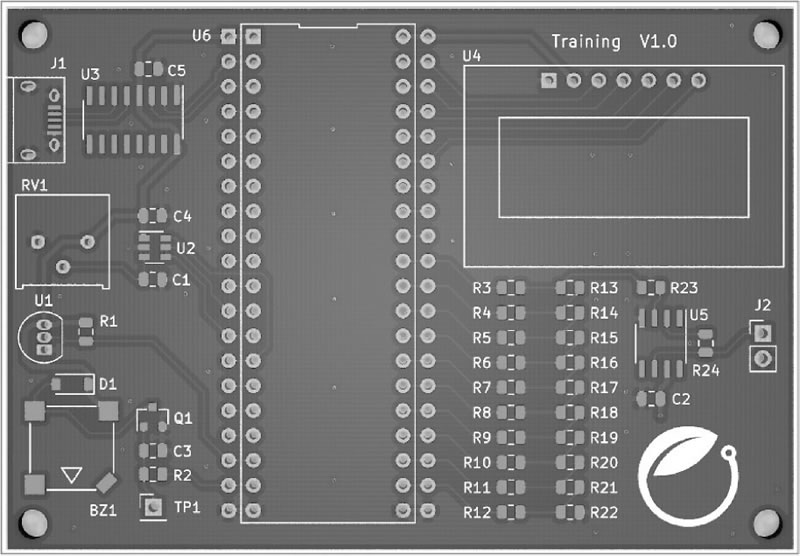 Training V1.0
U6
J1
U3
C5
U4
RV1
C4
U2
C1
U1
R1
D1
Q1
C3
R2
BZ1
TP1
R3 R13 R23
R4 R14 U5
R5 R15 J2
R6 R16 R24
R7 R17
R8 R18 C2
R9 R19
R10 R20
R11 R21
R12 R22